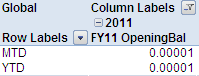 Global Column Labels
2011
Row Labels FY11 OpeningBal
MTD 0.00001
YTD 0.00001